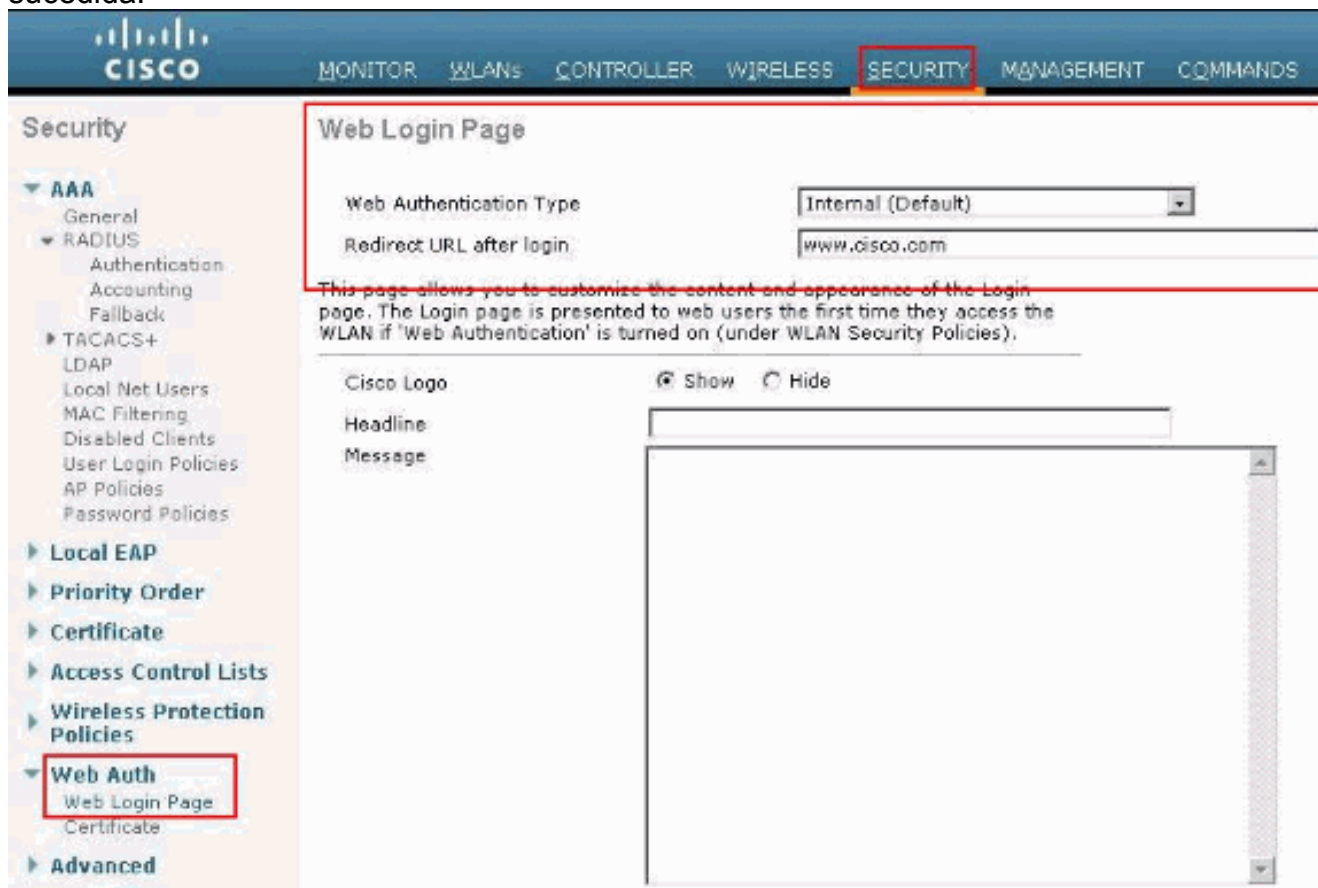 CISCO
MONITOR WLANs CONTROLLER WIRELESS SECURITY MANAGEMENT COMMANDS
Security
AAA
General
RADIUS
Authentication
Accounting
Fallback
TACACS+
LDAP
Local Net Users
MAC Filtering
Disabled Clients
User Login Policies
AP Policies
Password Policies
Local EAP
Priority Order
Certificate
Access Control Lists
Wireless Protection
Policies
Web Auth
Web Login Page
Certificate
Advanced
Web Login Page
Web Authentication Type Internal (Default)
Redirect URL after login www.cisco.com
This page allows you to customize the content and appearance of the Login
page. The Login page is presented to web users the first time they access the
WLAN if 'Web Authentication' is turned on (under WLAN Security Policies).
Cisco Logo Show Hide
Headline
Message